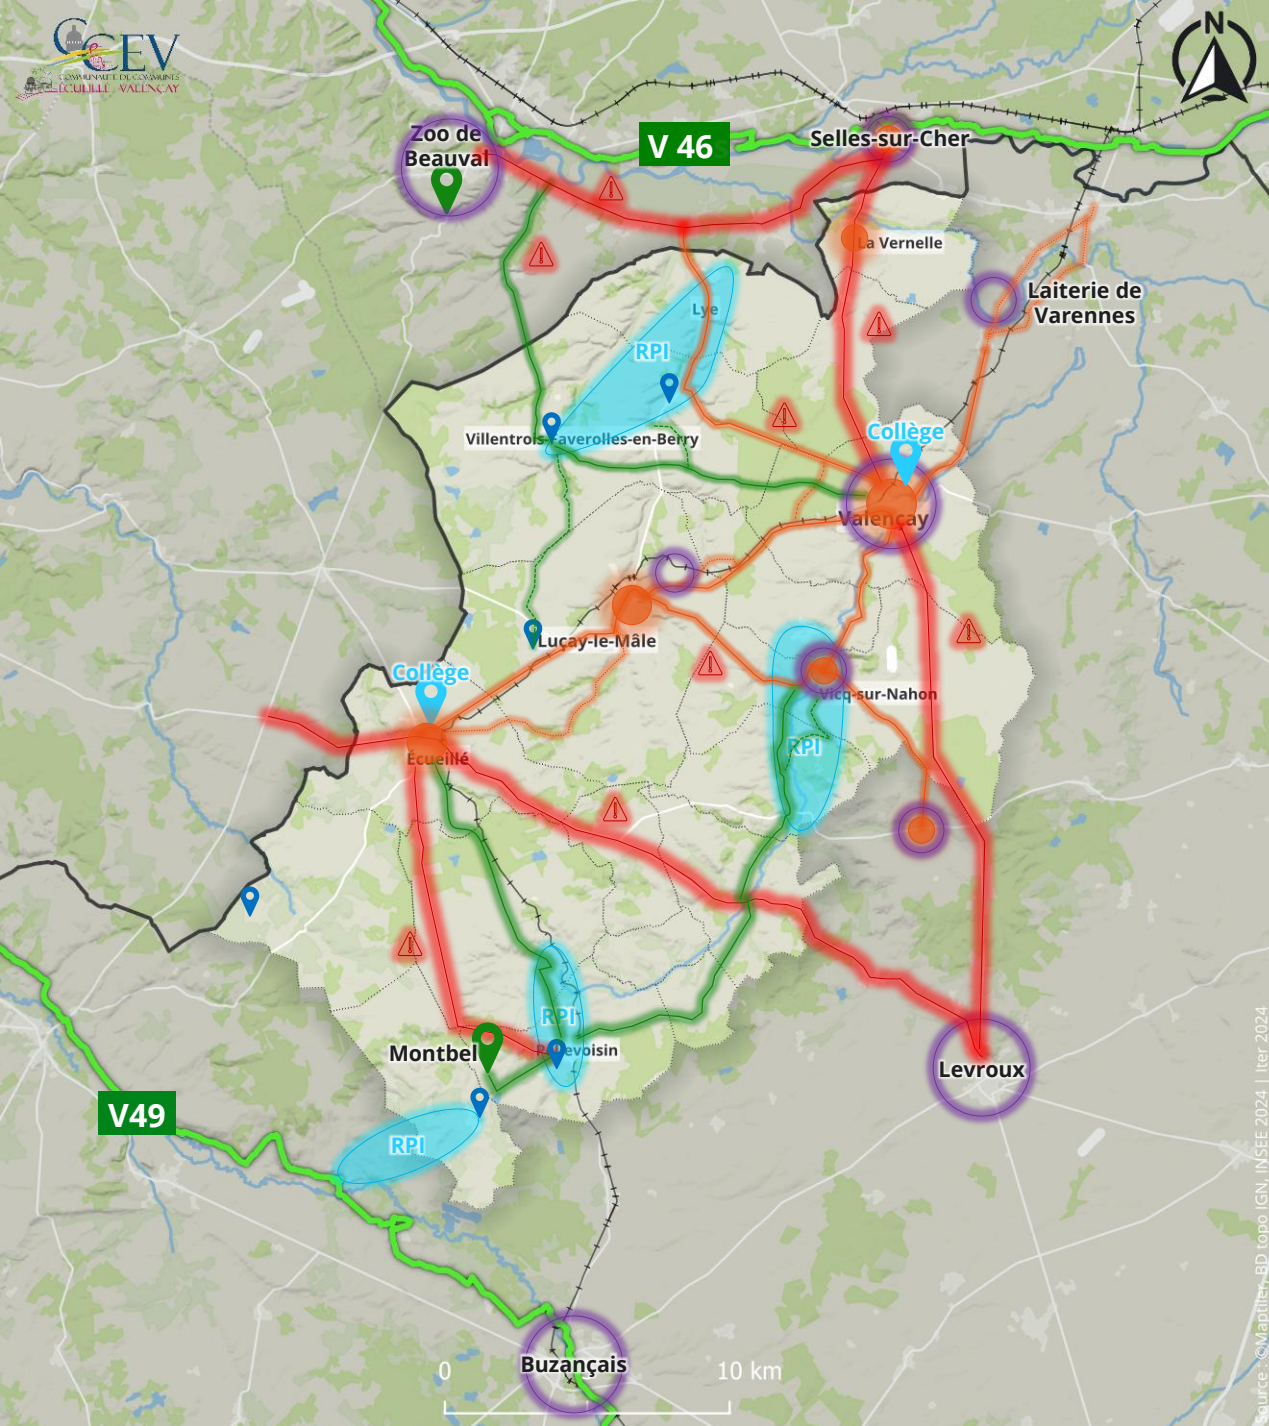 CCEV
COMMUNAUTÉ DE COMMUNES
ÉCUEILLÉ - VALENÇAY
N
Zoo de
Beauval
V 46
Selles-sur-Cher
La Vernelle
Laiterie de
Varennes
Lye
RPI
Villentrois-Faverolles-en-Berry
Collège
Valençay
Luçay-le-Mâle
Collège
Vicq-sur-Nahon
RPI
Écueillé
RPI
Montbel
Pellevoisin
Levroux
V49
RPI
Buzançais
0 10 km
Source : ©Maptiler, BD topo IGN, INSEE 2024 | Iter 2024